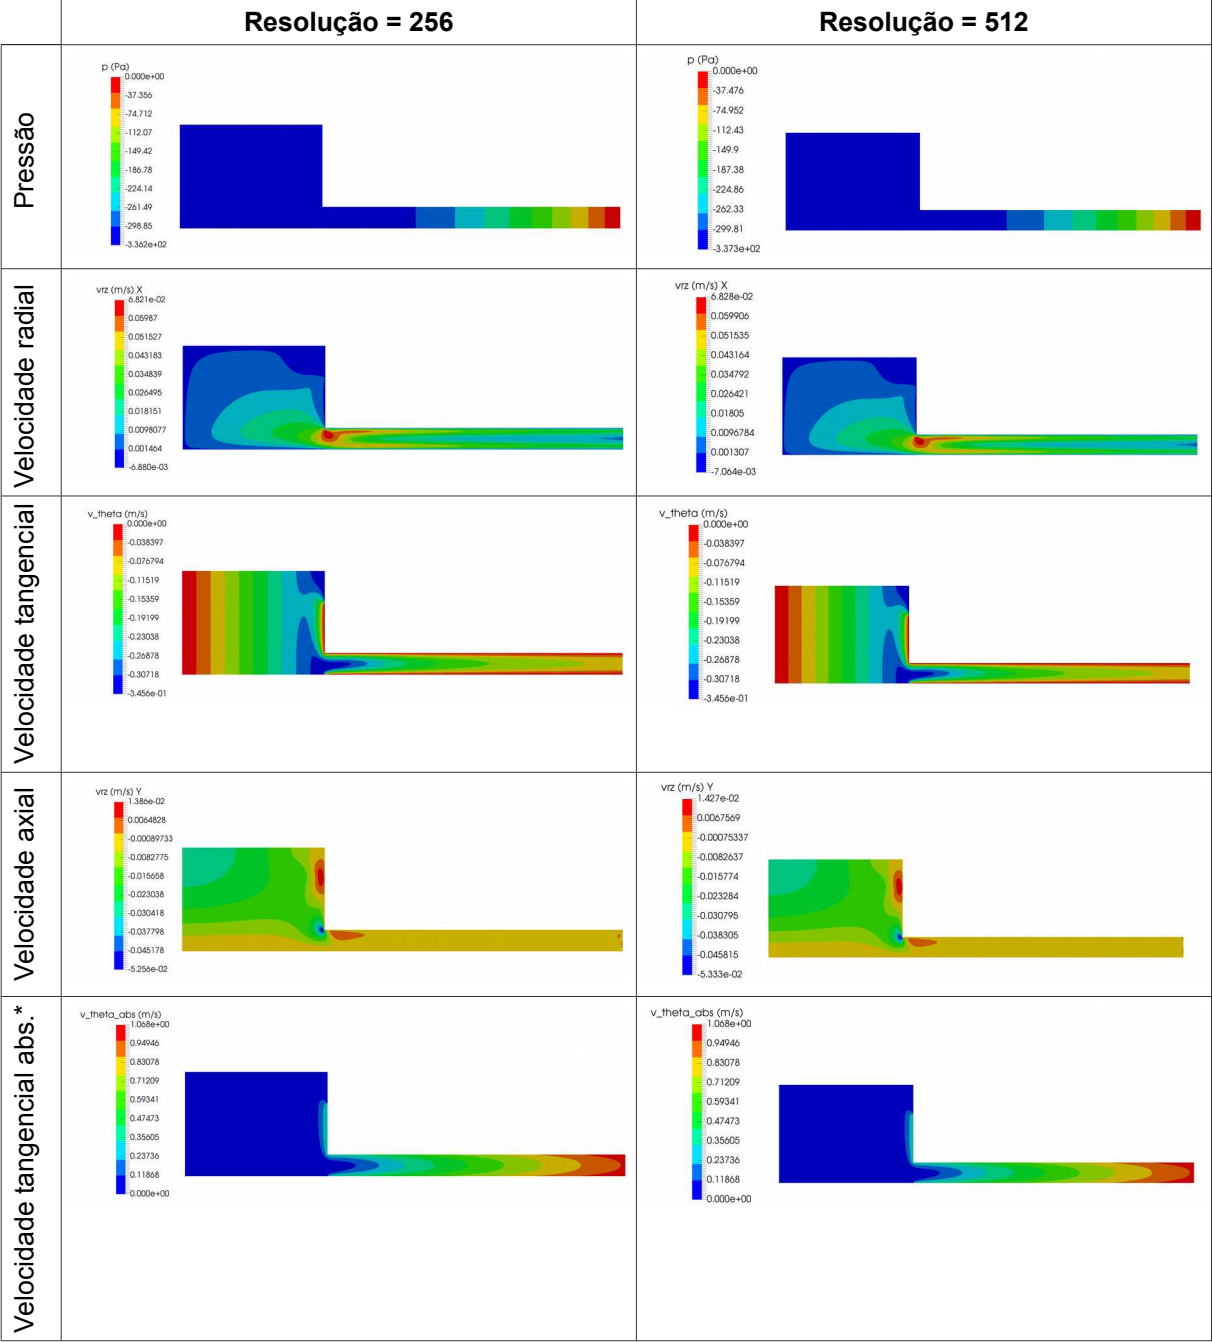 Resolução = 256
Resolução = 512
Pressão
p (Pa)
0.000e+00
-37.356
-74.712
-112.07
-149.42
-186.78
-224.14
-261.49
-298.85
-3.362e+02
p (Pa)
0.000e+00
-37.476
-74.952
-112.43
-149.9
-187.38
-224.86
-262.33
-299.81
-3.373e+02
Velocidade radial
vrz (m/s) X
6.821e-02
0.05987
0.051527
0.043183
0.034839
0.026495
0.018151
0.0098077
0.001464
-6.880e-03
vrz (m/s) X
6.828e-02
0.059906
0.051535
0.043164
0.034792
0.026421
0.01805
0.0096784
0.001307
-7.064e-03
Velocidade tangencial
v_theta (m/s)
0.000e+00
-0.038397
-0.076794
-0.11519
-0.15359
-0.19199
-0.23038
-0.26878
-0.30718
-3.456e-01
v_theta (m/s)
0.000e+00
-0.038397
-0.076794
-0.11519
-0.15359
-0.19199
-0.23038
-0.26878
-0.30718
-3.456e-01
Velocidade axial
vrz (m/s) Y
1.386e-02
0.0064828
-0.00089733
-0.0082775
-0.015658
-0.023038
-0.030418
-0.037798
-0.045178
-5.256e-02
vrz (m/s) Y
1.427e-02
0.0067569
-0.00075337
-0.0082637
-0.015774
-0.023284
-0.030795
-0.038305
-0.045815
-5.333e-02
Velocidade tangencial abs.*
v_theta_abs (m/s)
1.068e+00
0.94946
0.83078
0.71209
0.59341
0.47473
0.35605
0.23736
0.11868
0.000e+00
v_theta_abs (m/s)
1.068e+00
0.94946
0.83078
0.71209
0.59341
0.47473
0.35605
0.23736
0.11868
0.000e+00